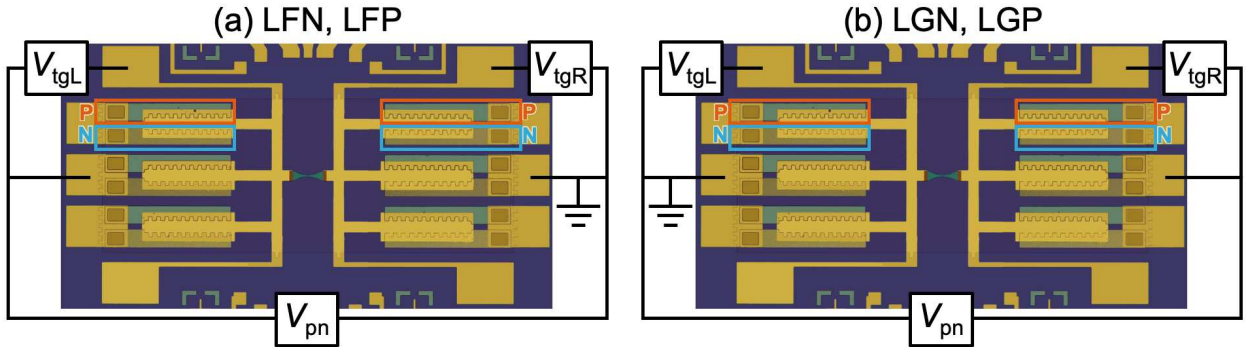 (a) LFN, LFP
(b) LGN, LGP
VtgL
VtgR
VtgL
VtgR
P
P
P
P
N
N
N
N
Vpn
Vpn